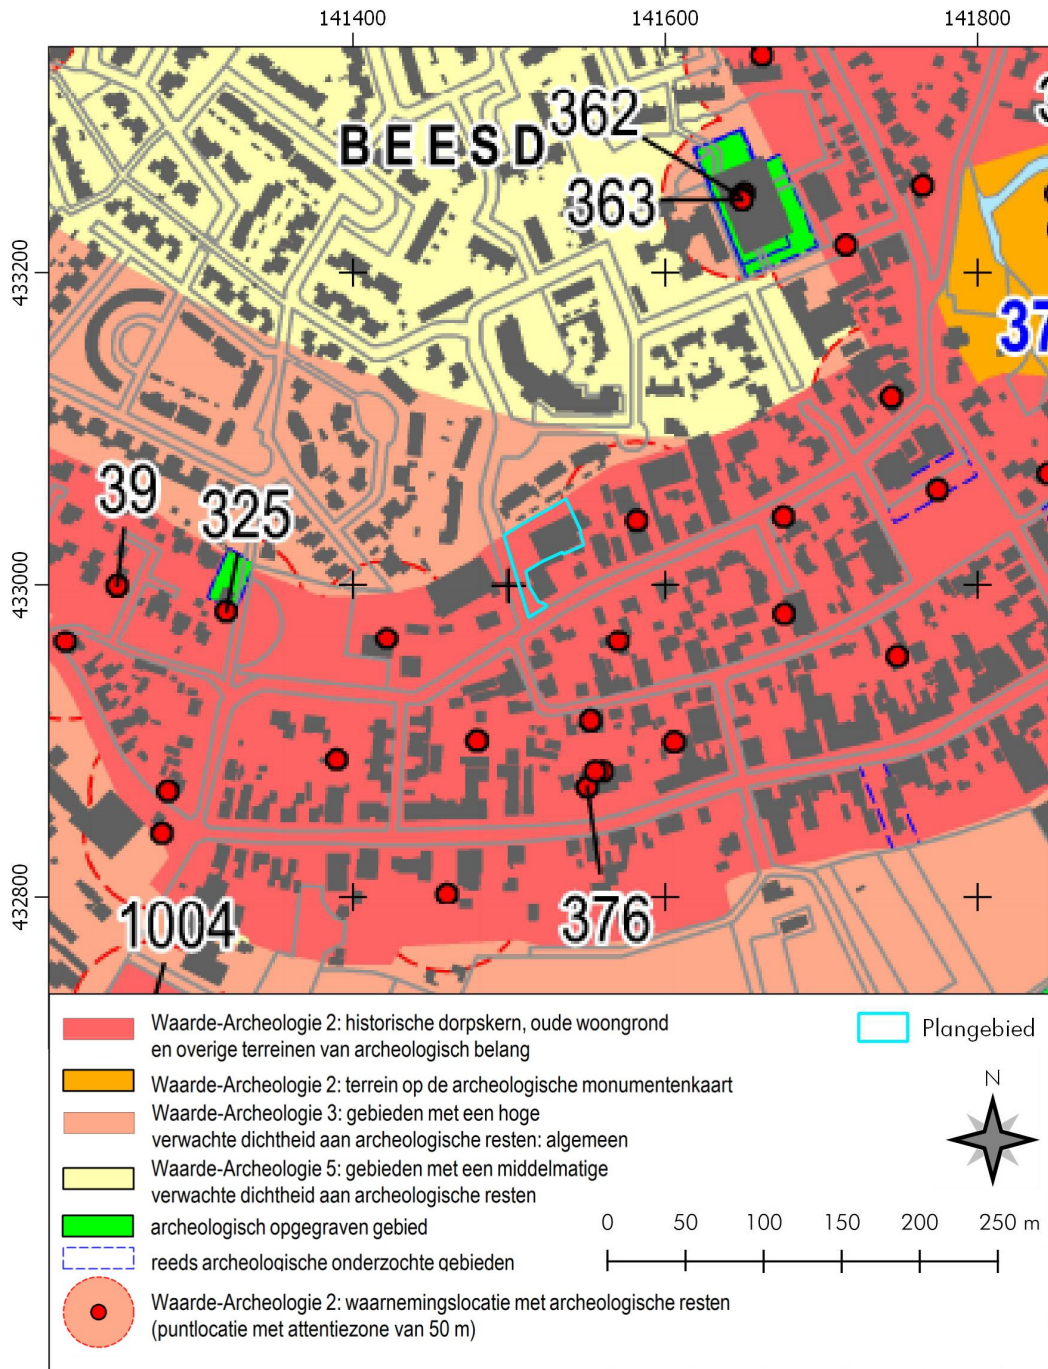 141400 141600 141800
BEESD
362
363
433200
37
39
325
433000
432800
1004
376
Waarde-Archeologie 2: historische dorpskern, oude woongrond
en overige terreinen van archeologisch belang
Plangebied
Waarde-Archeologie 2: terrein op de archeologische monumentenkaart
N
Waarde-Archeologie 3: gebieden met een hoge
verwachte dichtheid aan archeologische resten: algemeen
Waarde-Archeologie 5: gebieden met een middelmatige
verwachte dichtheid aan archeologische resten
archeologisch opgegraven gebied
0 50 100 150 200 250 m
reeds archeologische onderzochte gebieden
Waarde-Archeologie 2: waarnemingslocatie met archeologische resten
(puntlocatie met attentiezone van 50 m)